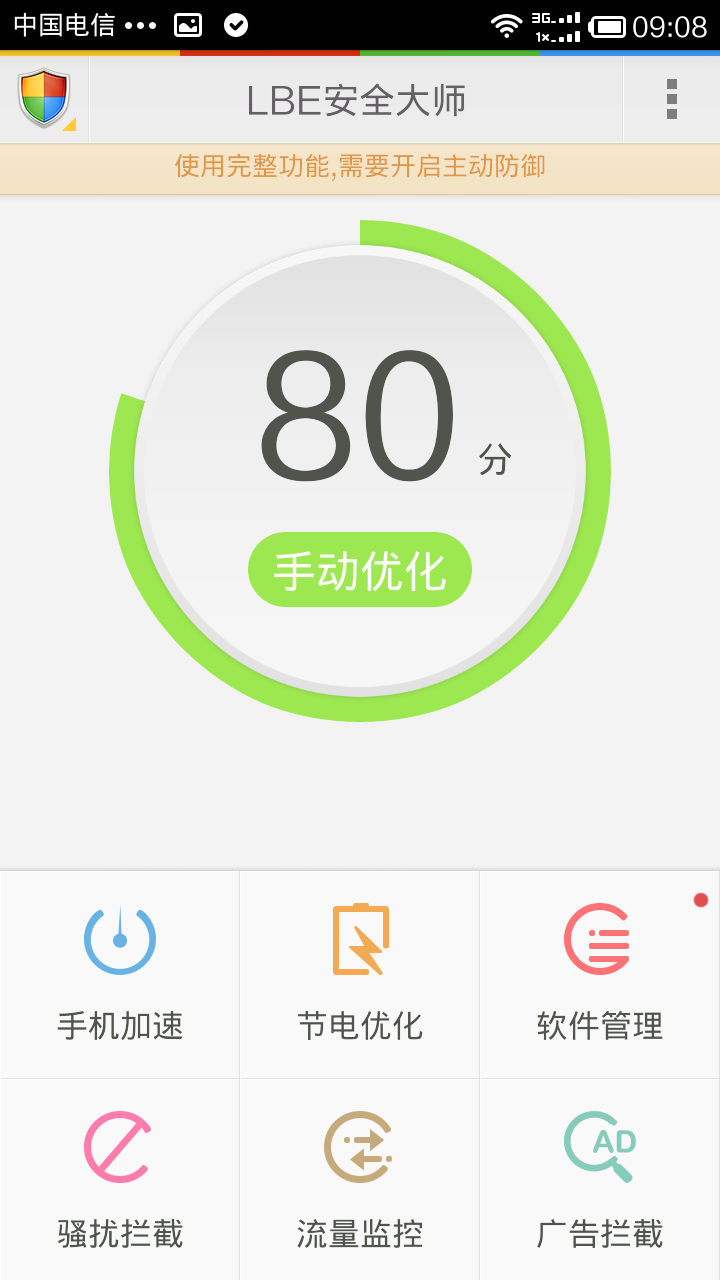 中国电信 ••• 3G 1× 09:08
LBE安全大师
使用完整功能,需要开启主动防御
80 分
手动优化
手机加速 节电优化 软件管理
AD
骚扰拦截 流量监控 广告拦截